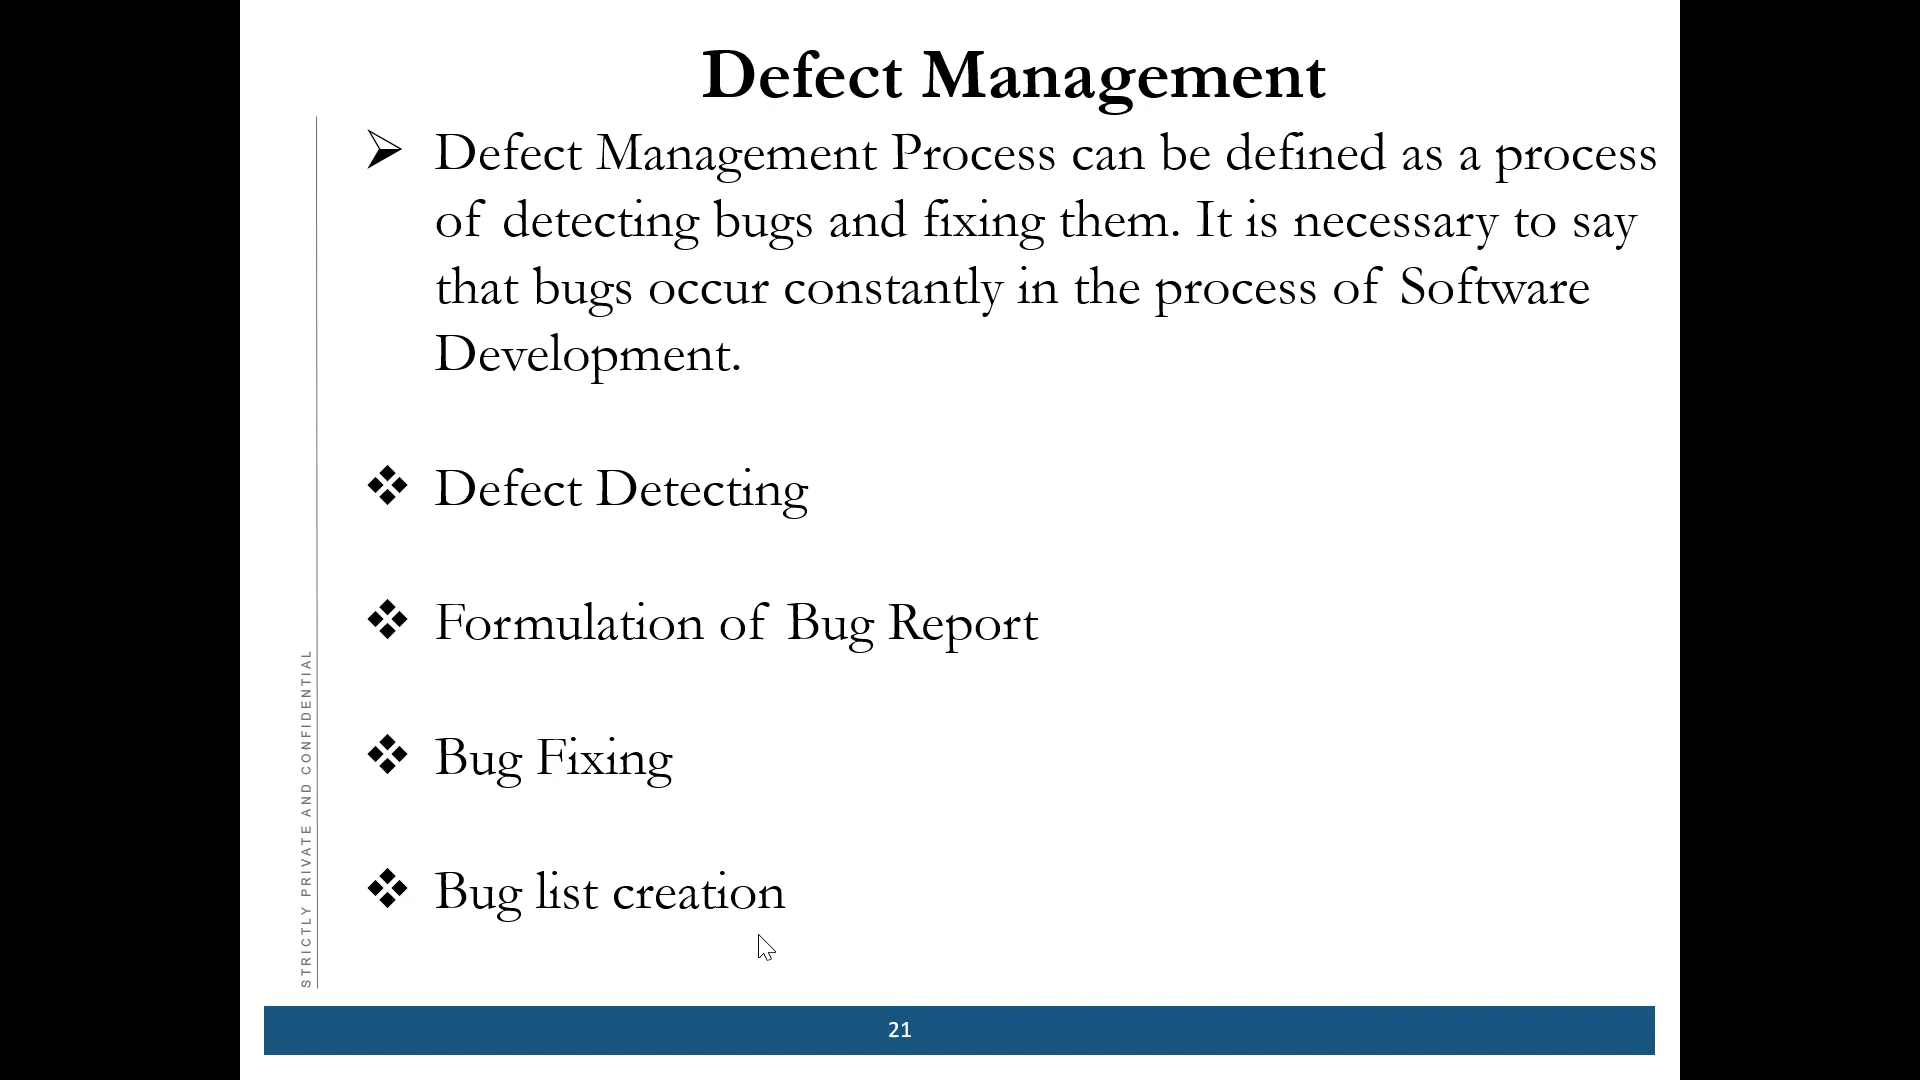 Defect Management
Defect Management Process can be defined as a process
of detecting bugs and fixing them. It is necessary to say
that bugs occur constantly in the process of Software
Development.
Defect Detecting
Formulation of Bug Report
Bug Fixing
Bug list creation
STRICTLY PRIVATE AND CONFIDENTIAL
21